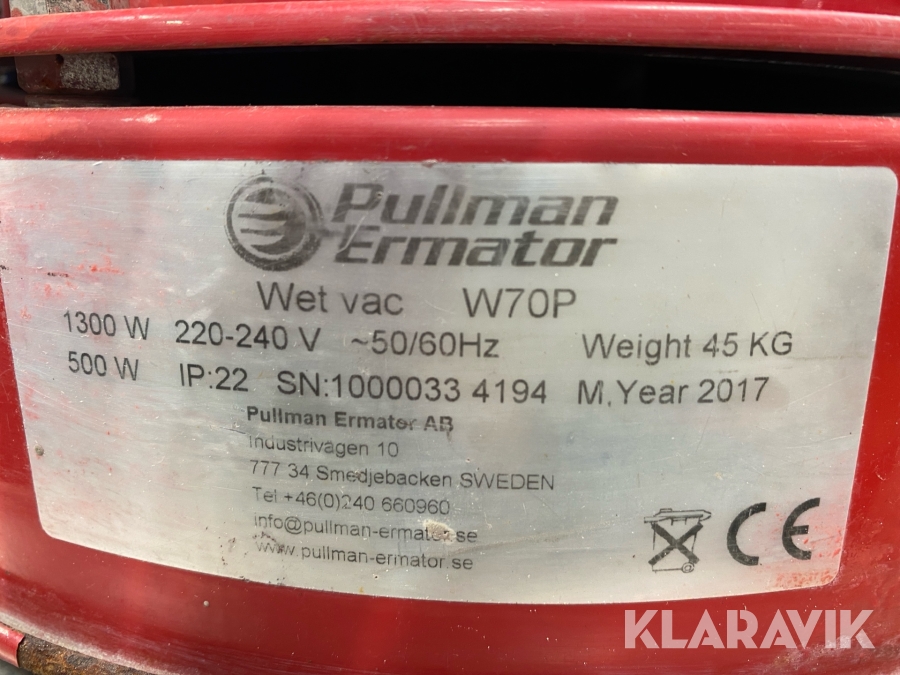 Pullman
Ermator
Wet vac W70P
1300 W 220-240 V ~50/60Hz Weight 45 KG
500 W IP:22 SN:1000033 4194 M.Year 2017
Pullman Ermator AB
Industrivagen 10
777 34 Smedjebacken SWEDEN
Tel +46(0)240 660960
info@pullman-ermator.se
www.pullman-ermator.se
CE
KLARAVIK